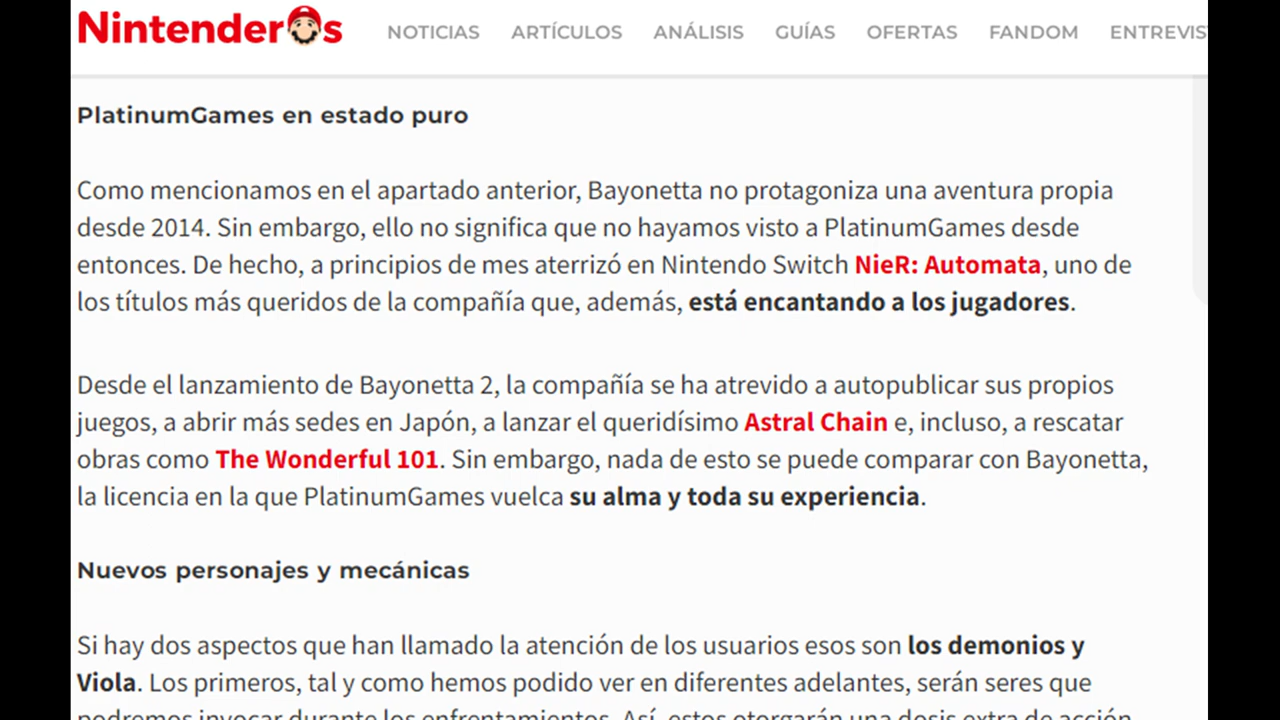 Nintenderos
NOTICIAS ARTÍCULOS ANÁLISIS GUÍAS OFERTAS FANDOM
PlatinumGames en estado puro
Como mencionamos en el apartado anterior, Bayonetta no protagoniza una aventura propia
desde 2014. Sin embargo, ello no significa que no hayamos visto a PlatinumGames desde
entonces. De hecho, a principios de mes aterrizó en Nintendo Switch NieR: Automata, uno de
los títulos más queridos de la compañía que, además, está encantando a los jugadores.
Desde el lanzamiento de Bayonetta 2, la compañía se ha atrevido a autopublicar sus propios
juegos, a abrir más sedes en Japón, a lanzar el queridísimo Astral Chain e, incluso, a rescatar
obras como The Wonderful 101. Sin embargo, nada de esto se puede comparar con Bayonetta,
la licencia en la que PlatinumGames vuelca su alma y toda su experiencia.
Nuevos personajes y mecánicas
Si hay dos aspectos que han llamado la atención de los usuarios esos son los demonios y
Viola. Los primeros, tal y como hemos podido ver en diferentes adelantes, serán seres que
podremos invocar durante los enfrentamientos. Así, estos otorgarán una dosis extra de acción